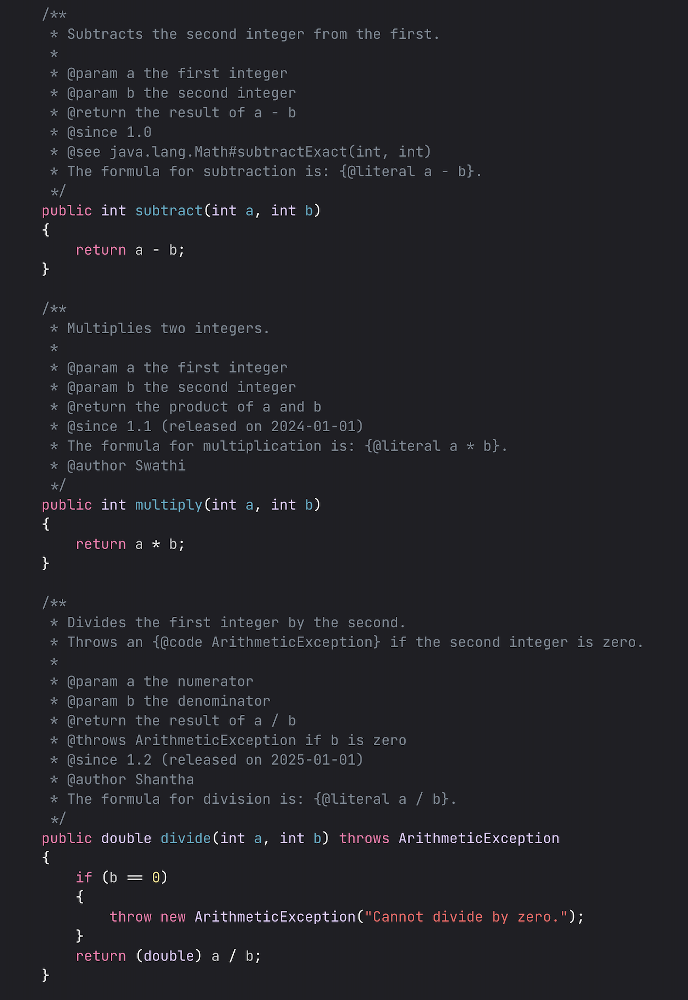 /**
 * Subtracts the second integer from the first.
 *
 * @param a the first integer
 * @param b the second integer
 * @return the result of a - b
 * @since 1.0
 * @see java.lang.Math#subtractExact(int, int)
 * The formula for subtraction is: {@literal a - b}.
 */
public int subtract(int a, int b)
{
    return a - b;
}

/**
 * Multiplies two integers.
 *
 * @param a the first integer
 * @param b the second integer
 * @return the product of a and b
 * @since 1.1 (released on 2024-01-01)
 * The formula for multiplication is: {@literal a * b}.
 * @author Swathi
 */
public int multiply(int a, int b)
{
    return a * b;
}

/**
 * Divides the first integer by the second.
 * Throws an {@code ArithmeticException} if the second integer is zero.
 *
 * @param a the numerator
 * @param b the denominator
 * @return the result of a / b
 * @throws ArithmeticException if b is zero
 * @since 1.2 (released on 2025-01-01)
 * @author Shantha
 * The formula for division is: {@literal a / b}.
 */
public double divide(int a, int b) throws ArithmeticException
{
    if (b == 0)
    {
        throw new ArithmeticException("Cannot divide by zero.");
    }
    return (double) a / b;
}